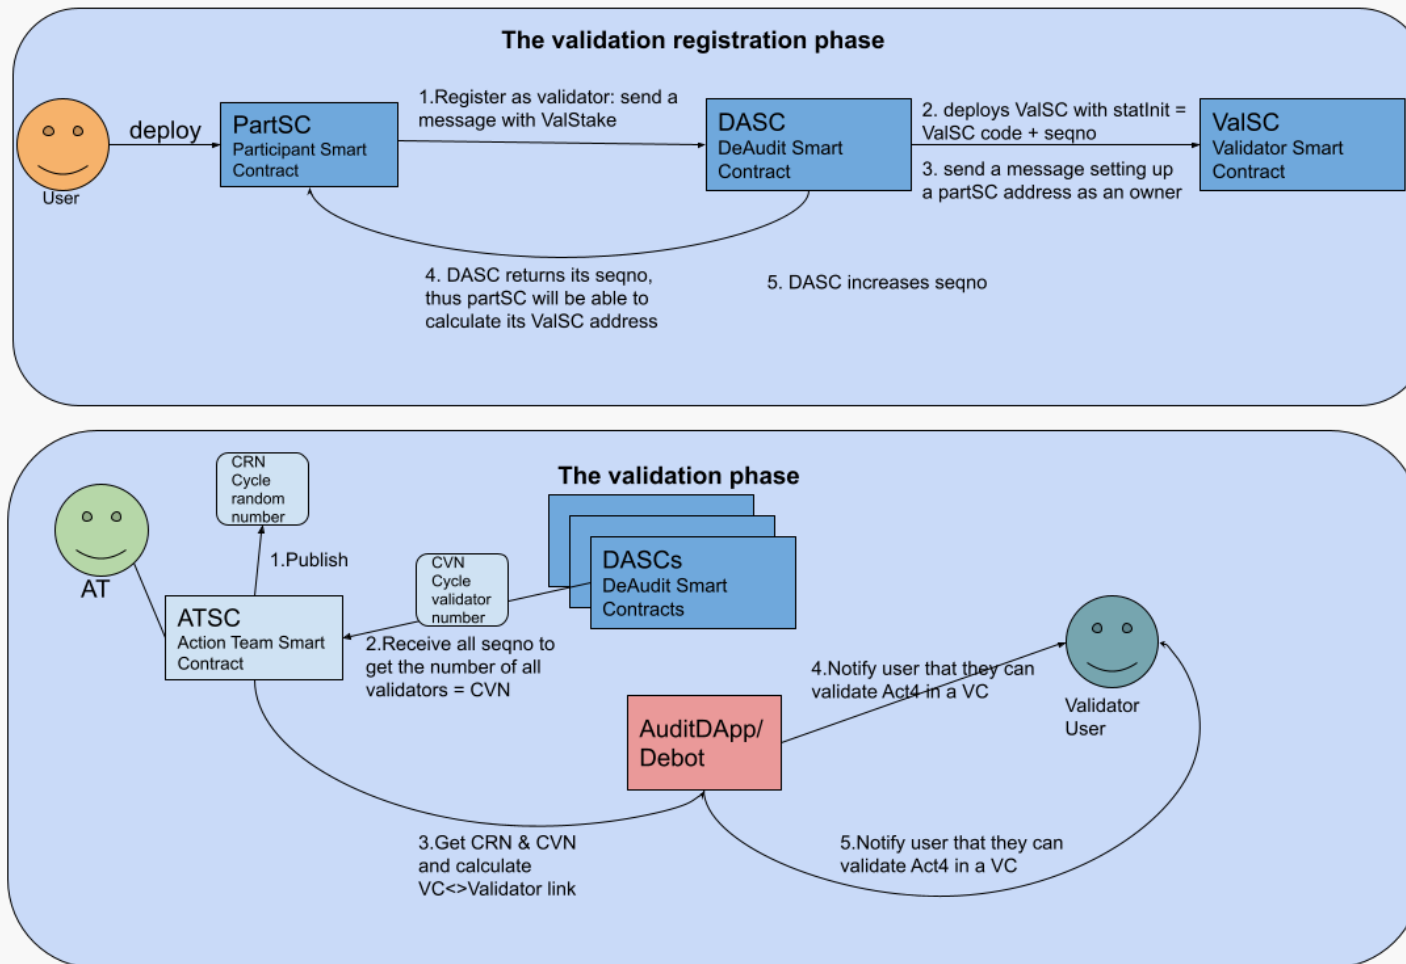 The validation registration phase
User
deploy
PartSC
Participant Smart
Contract
1.Register as validator: send a
message with ValStake
DASC
DeAudit Smart
Contract
2. deploys ValSC with statInit =
ValSC code + seqno
3. send a message setting up
a partSC address as an owner
ValSC
Validator Smart
Contract
4. DASC returns its seqno,
thus partSC will be able to
calculate its ValSC address
5. DASC increases seqno
The validation phase
CRN
Cycle
random
number
AT
1.Publish
ATSC
Action Team Smart
Contract
CVN
Cycle
validator
number
DASCs
DeAudit Smart
Contracts
2.Receive all seqno to
get the number of all
validators = CVN
AuditDApp/
Debot
4.Notify user that they can
validate Act4 in a VC
Validator
User
3.Get CRN & CVN
and calculate
VC<>Validator link
5.Notify user that they can
validate Act4 in a VC